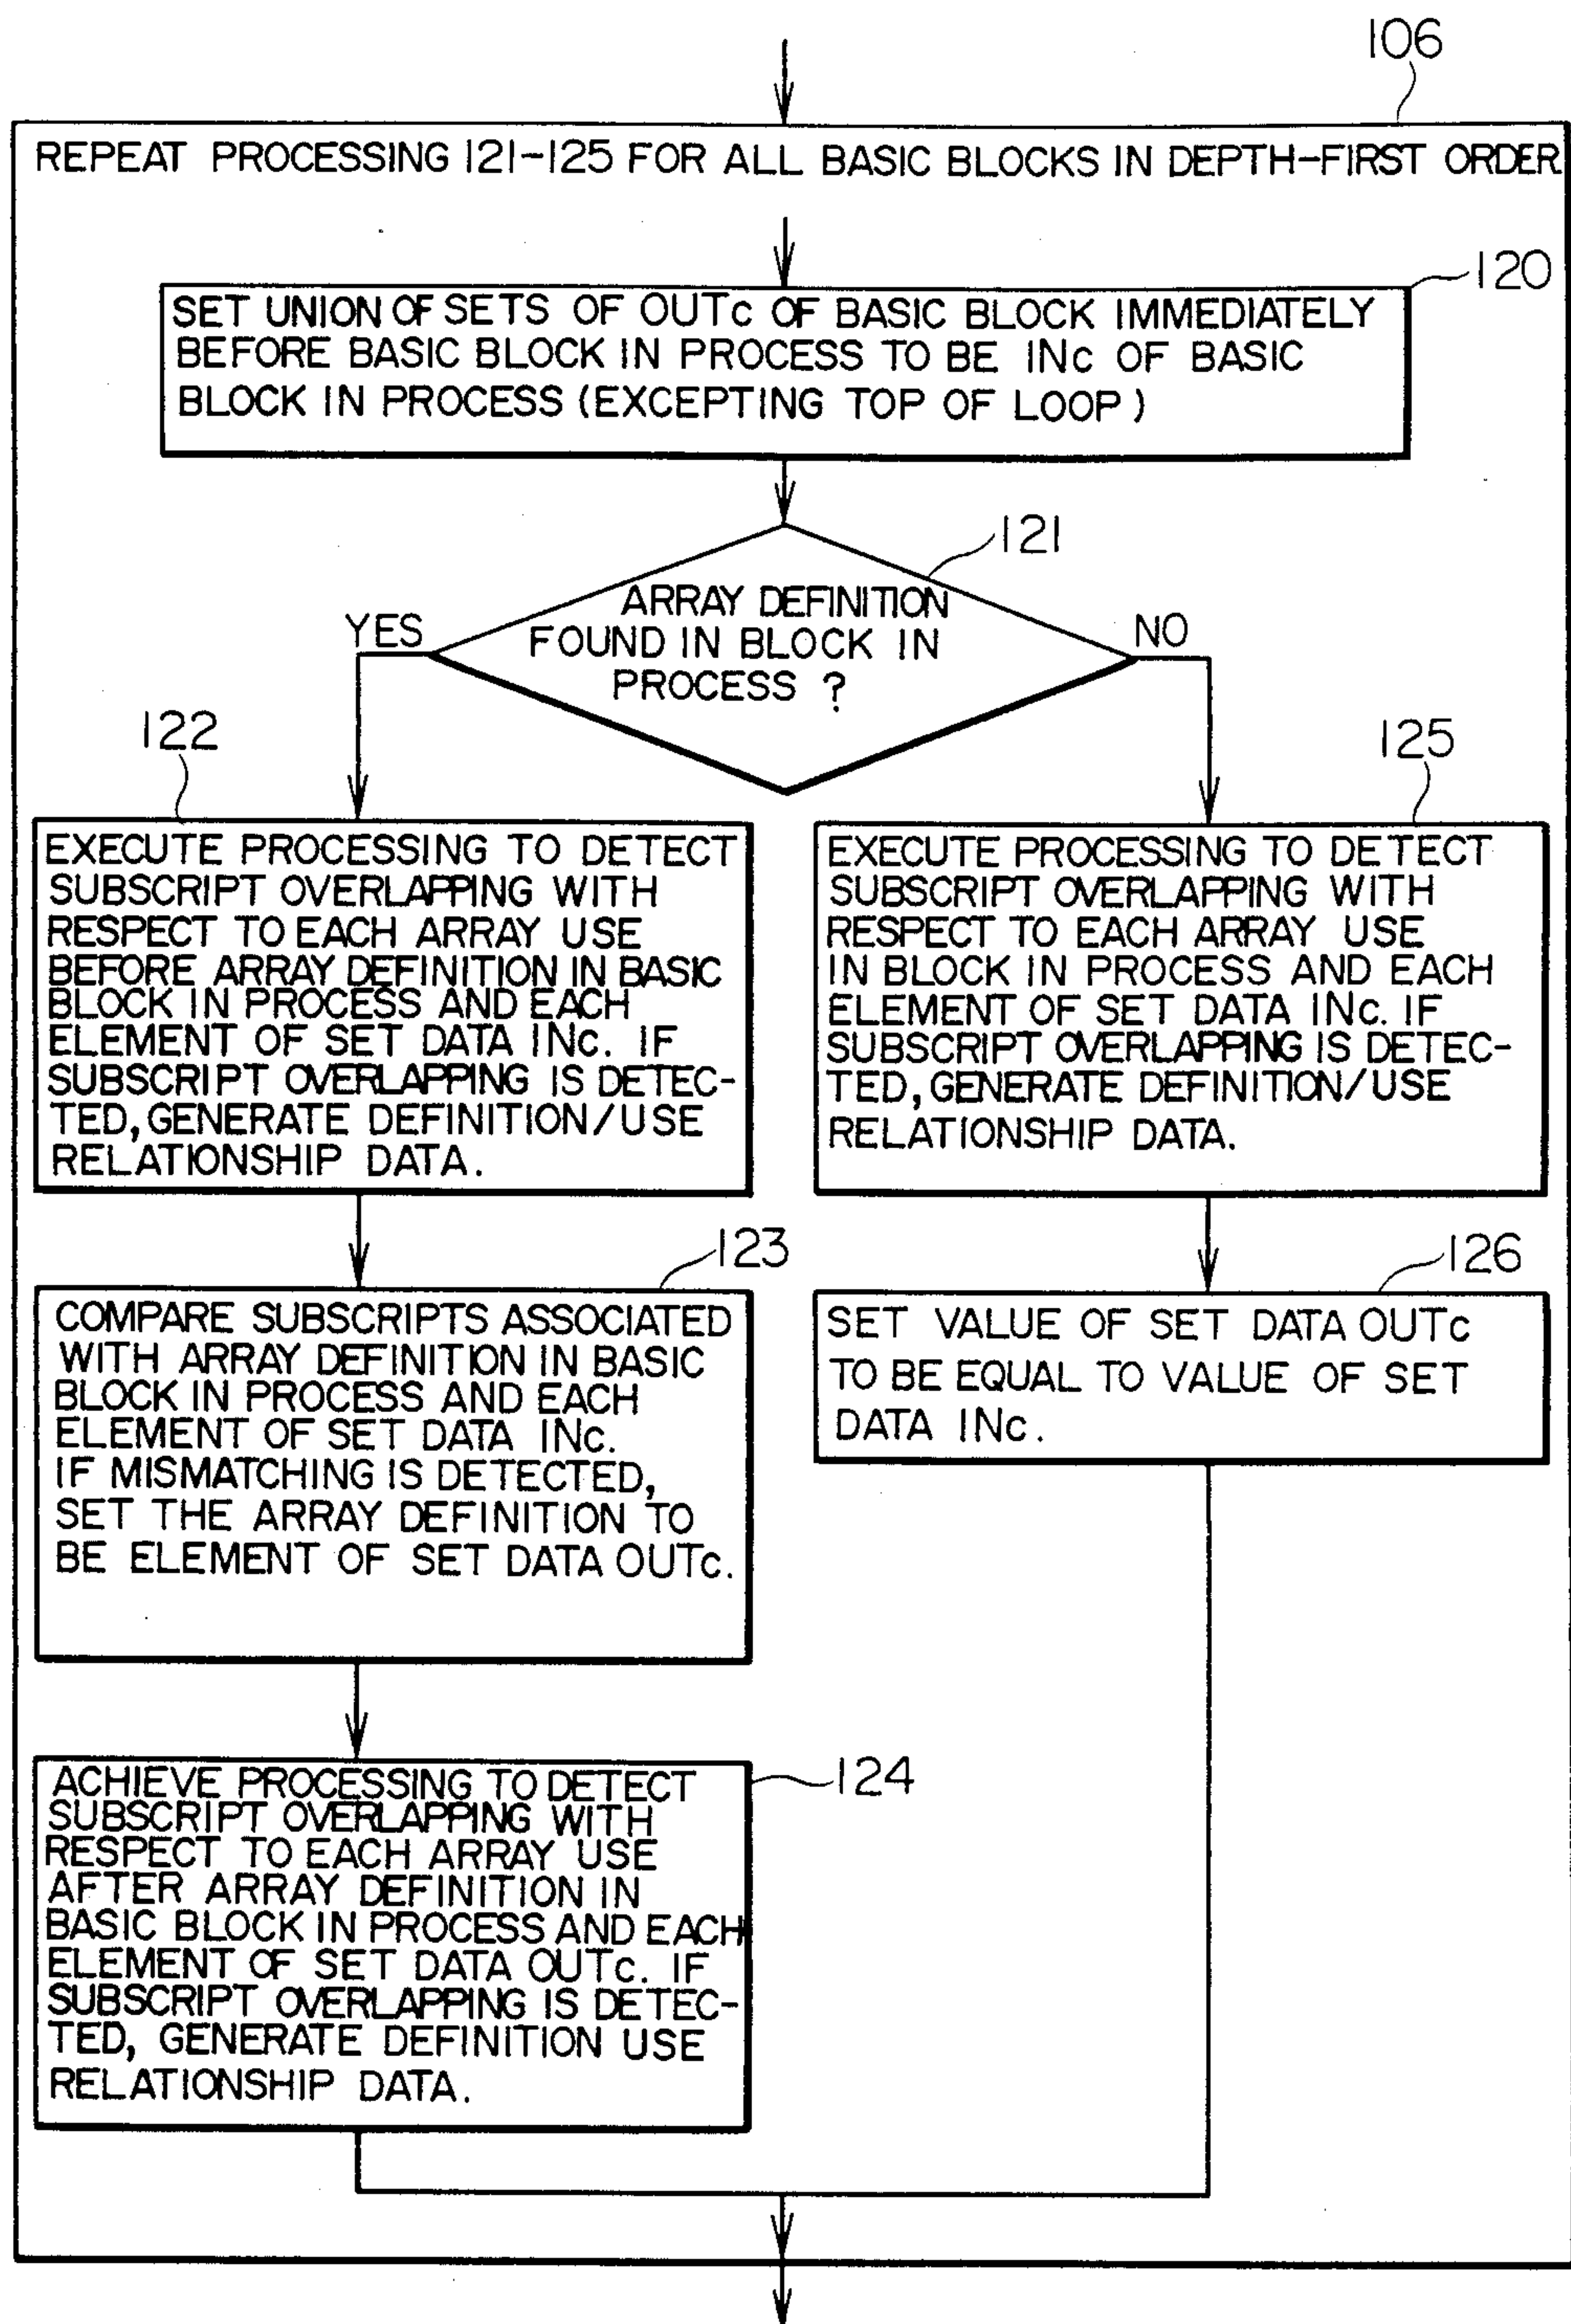 106
REPEAT PROCESSING 121-125 FOR ALL BASIC BLOCKS IN DEPTH-FIRST ORDER
120
SET UNION OF SETS OF OUTc OF BASIC BLOCK IMMEDIATELY
BEFORE BASIC BLOCK IN PROCESS TO BE INc OF BASIC
BLOCK IN PROCESS (EXCEPTING TOP OF LOOP)
121
ARRAY DEFINITION
FOUND IN BLOCK IN
PROCESS ?
YES
NO
122
EXECUTE PROCESSING TO DETECT
SUBSCRIPT OVERLAPPING WITH
RESPECT TO EACH ARRAY USE
BEFORE ARRAY DEFINITION IN BASIC
BLOCK IN PROCESS AND EACH
ELEMENT OF SET DATA INc. IF
SUBSCRIPT OVERLAPPING IS DETEC-
TED, GENERATE DEFINITION/USE
RELATIONSHIP DATA.
125
EXECUTE PROCESSING TO DETECT
SUBSCRIPT OVERLAPPING WITH
RESPECT TO EACH ARRAY USE
IN BLOCK IN PROCESS AND EACH
ELEMENT OF SET DATA INc. IF
SUBSCRIPT OVERLAPPING IS DETEC-
TED, GENERATE DEFINITION/USE
RELATIONSHIP DATA.
123
COMPARE SUBSCRIPTS ASSOCIATED
WITH ARRAY DEFINITION IN BASIC
BLOCK IN PROCESS AND EACH
ELEMENT OF SET DATA INc.
IF MISMATCHING IS DETECTED,
SET THE ARRAY DEFINITION TO
BE ELEMENT OF SET DATA OUTc.
126
SET VALUE OF SET DATA OUTc
TO BE EQUAL TO VALUE OF SET
DATA INc.
124
ACHIEVE PROCESSING TO DETECT
SUBSCRIPT OVERLAPPING WITH
RESPECT TO EACH ARRAY USE
AFTER ARRAY DEFINITION IN
BASIC BLOCK IN PROCESS AND EACH
ELEMENT OF SET DATA OUTc. IF
SUBSCRIPT OVERLAPPING IS DETEC-
TED, GENERATE DEFINITION USE
RELATIONSHIP DATA.